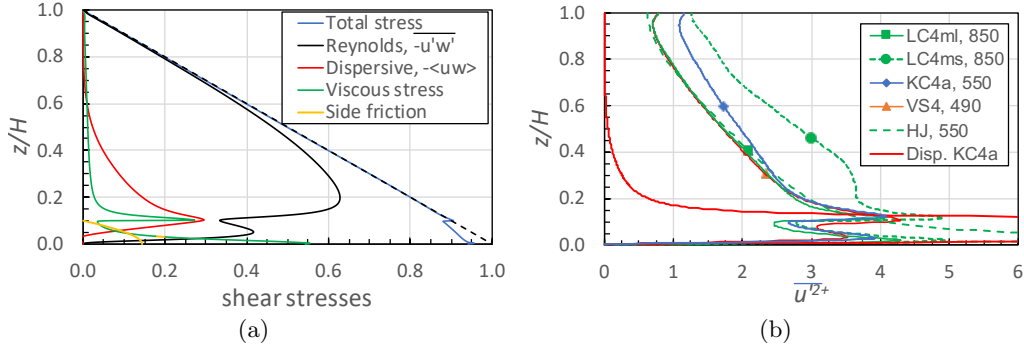 Total stress
Reynolds, -u'w'
Dispersive, -<uw>
Viscous stress
Side friction
z/H
1.0
0.8
0.6
0.4
0.2
0.0
0.0 0.2 0.4 0.6 0.8 1.0
shear stresses
(a)
LC4ml, 850
LC4ms, 850
KC4a, 550
VS4, 490
HJ, 550
Disp. KC4a
z/H
1.0
0.8
0.6
0.4
0.2
0.0
0 1 2 3 4 5 6
u'²⁺
(b)